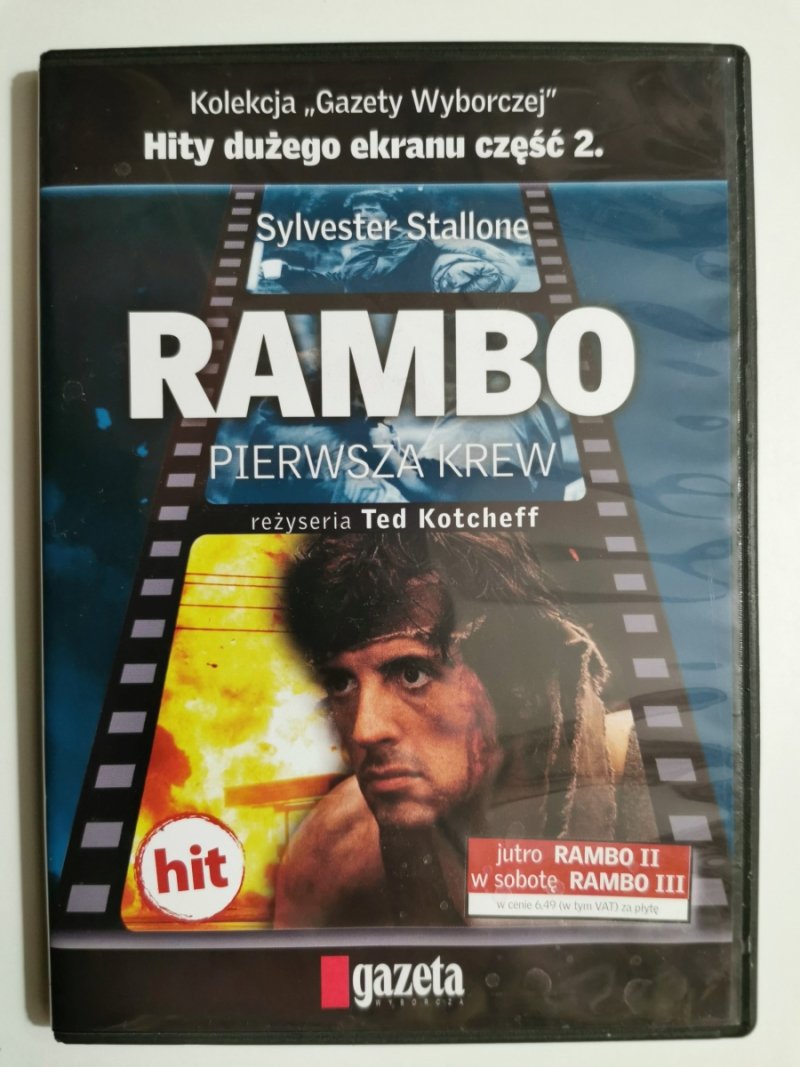 Kolekcja „Gazety Wyborczej”
Hity dużego ekranu część 2.
Sylvester Stallone
RAMBO
PIERWSZA KREW
reżyseria Ted Kotcheff
hit
jutro RAMBO II
w sobotę RAMBO III
w cenie 6,49 (w tym VAT) za płytę
gazeta
WYBORCZA